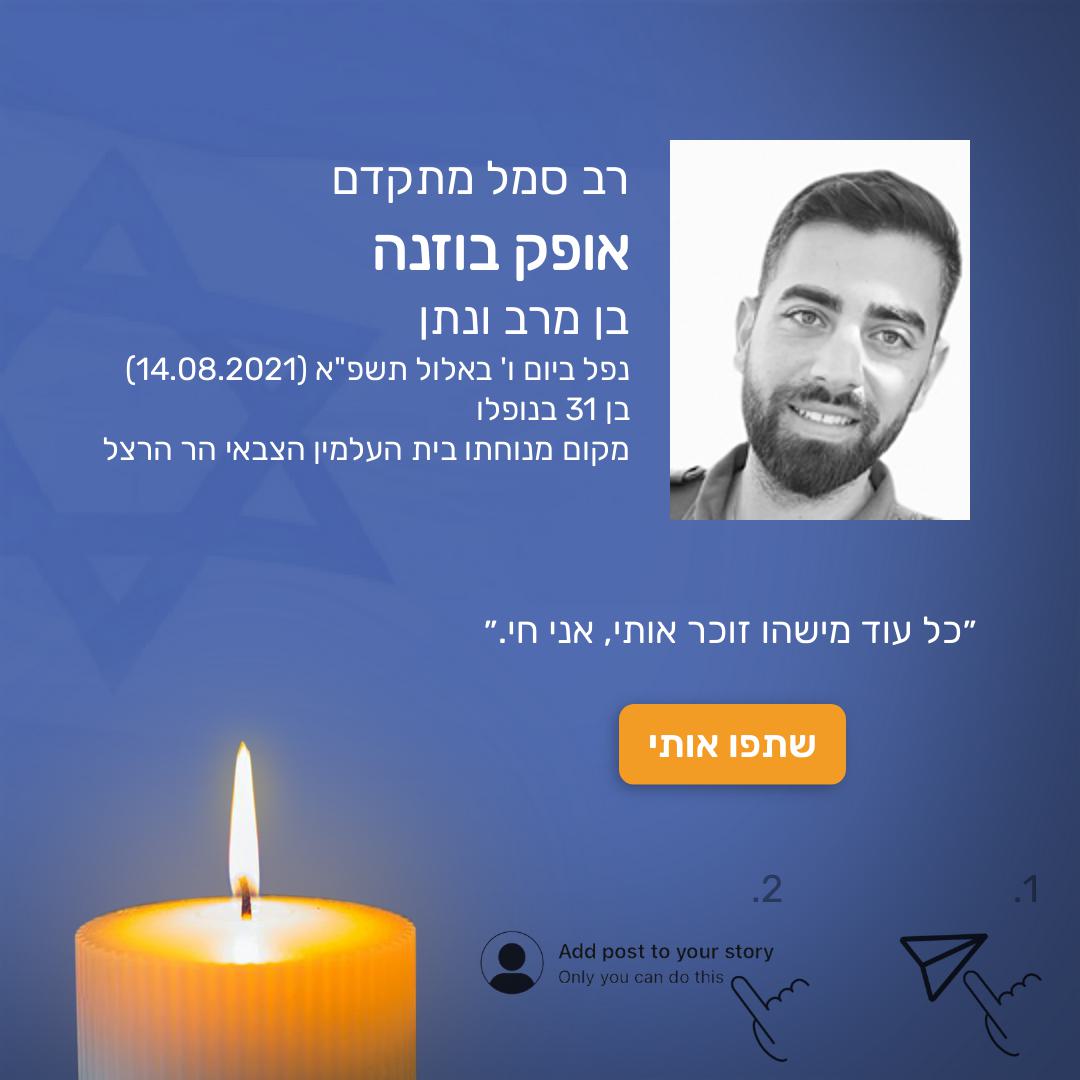 רב סמל מתקדם
אופק בוזנה
בן מרב ונתן
נפל ביום ו' באלול תשפ"א (14.08.2021)
בן 31 בנופלו
מקום מנוחתו בית העלמין הצבאי הר הרצל
״כל עוד מישהו זוכר אותי, אני חי.״
שתפו אותי
1.
2.
Add post to your story
Only you can do this